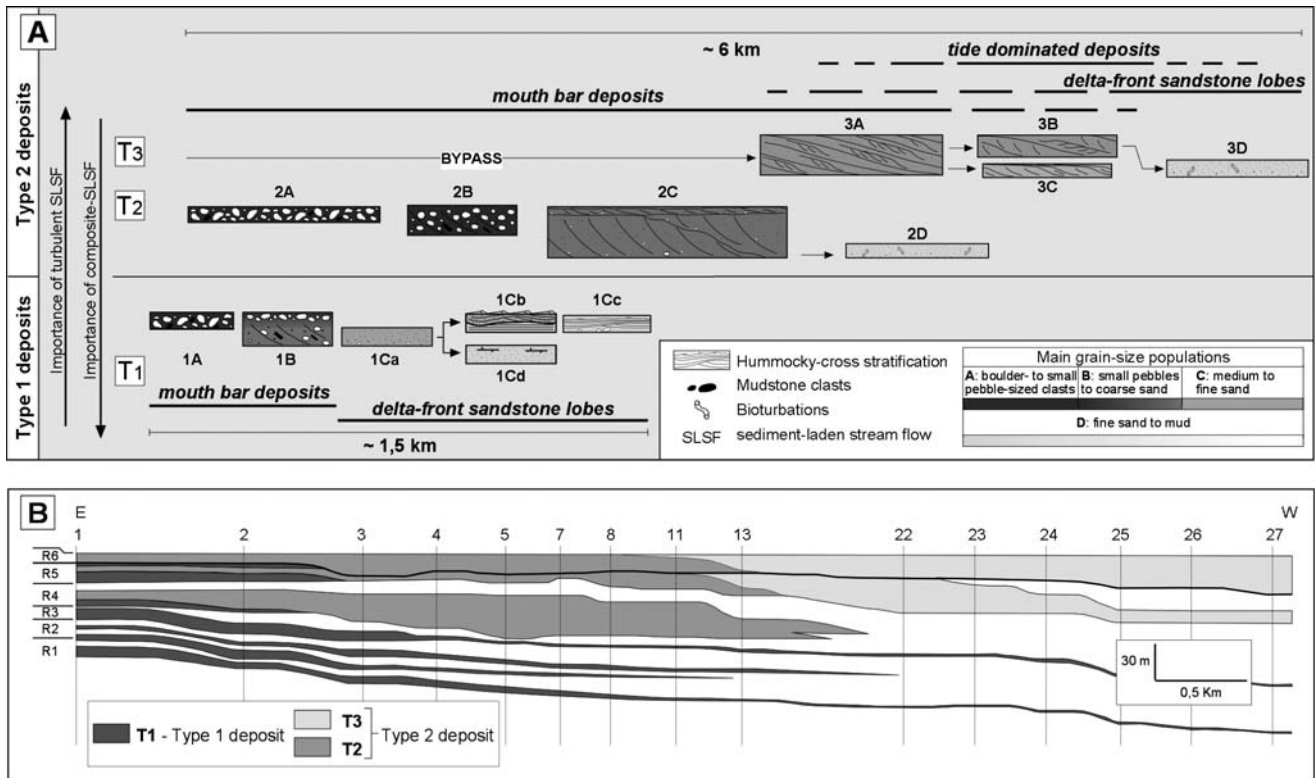 A
~ 6 km
tide dominated deposits
delta-front sandstone lobes
mouth bar deposits
Type 2 deposits
Type 1 deposits
Importance of turbulent SLSF
Importance of composite-SLSF
T3
BYPASS
3A
3B
3C
3D
T2
2A
2B
2C
2D
T1
1A
1B
1Ca
1Cb
1Cc
1Cd
mouth bar deposits
delta-front sandstone lobes
~ 1,5 km
Hummocky-cross stratification
Mudstone clasts
Bioturbations
SLSF sediment-laden stream flow
Main grain-size populations
A: boulder- to small pebble-sized clasts
B: small pebbles to coarse sand
C: medium to fine sand
D: fine sand to mud
B
E
W
1 2 3 4 5 7 8 11 13 22 23 24 25 26 27
R6
R5
R4
R3
R2
R1
30 m
0,5 Km
T1 - Type 1 deposit
T3
T2
Type 2 deposit